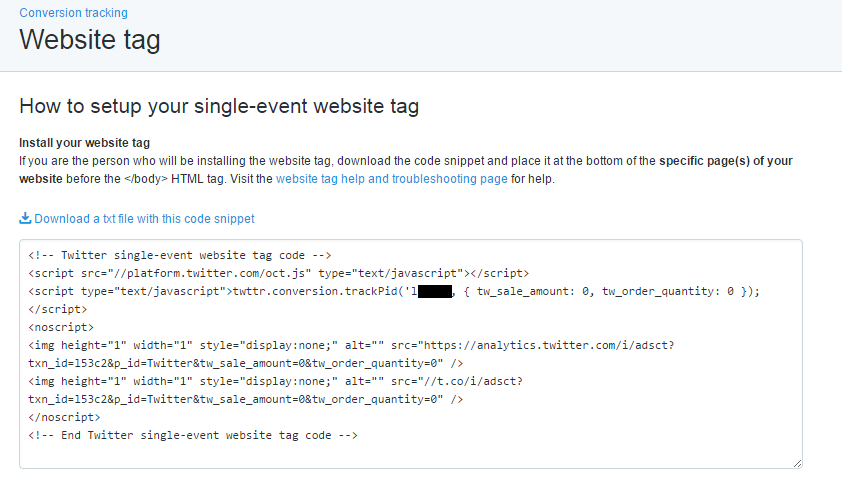 Conversion tracking
Website tag
How to setup your single-event website tag
Install your website tag
If you are the person who will be installing the website tag, download the code snippet and place it at the bottom of the specific page(s) of your
website before the </body> HTML tag. Visit the website tag help and troubleshooting page for help.
Download a txt file with this code snippet
<!-- Twitter single-event website tag code -->
<script src="//platform.twitter.com/oct.js" type="text/javascript"></script>
<script type="text/javascript">twttr.conversion.trackPid('l , { tw_sale_amount: 0, tw_order_quantity: 0 });
</script>
<noscript>
<img height="1" width="1" style="display:none;" alt="" src="https://analytics.twitter.com/i/adsct?
txn_id=l53c2&p_id=Twitter&tw_sale_amount=0&tw_order_quantity=0" />
<img height="1" width="1" style="display:none;" alt="" src="//t.co/i/adsct?
txn_id=l53c2&p_id=Twitter&tw_sale_amount=0&tw_order_quantity=0" />
</noscript>
<!-- End Twitter single-event website tag code -->